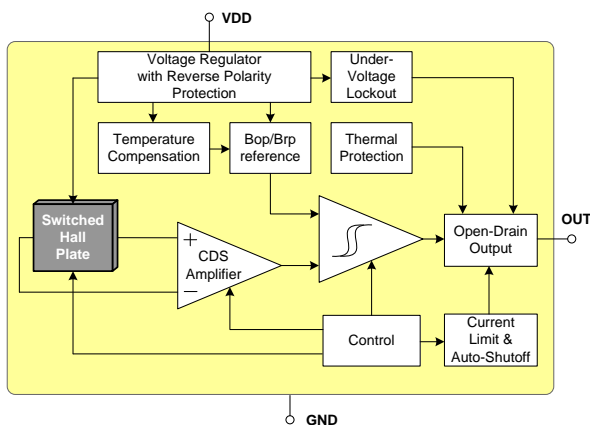 VDD
Voltage Regulator
with Reverse Polarity
Protection
Under-
Voltage
Lockout
Temperature
Compensation
Bop/Brp
reference
Thermal
Protection
Switched
Hall
Plate
+
CDS
Amplifier
−
Open-Drain
Output
OUT
Control
Current
Limit &
Auto-Shutoff
GND